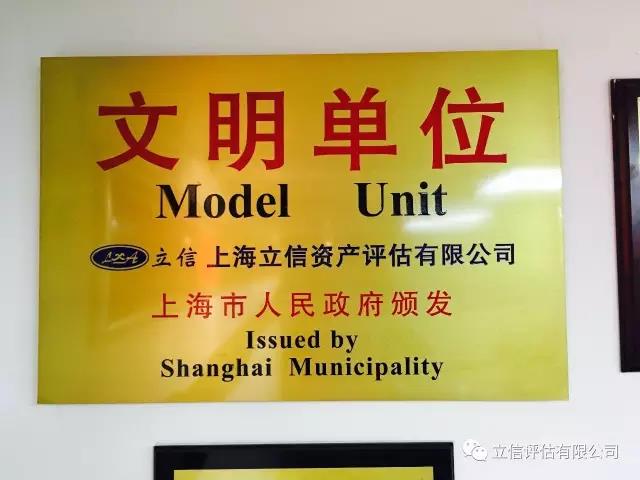 文明单位
Model Unit
LXA 立信 上海立信资产评估有限公司
上海市人民政府颁发
Issued by
Shanghai Municipality
立信评估有限公司